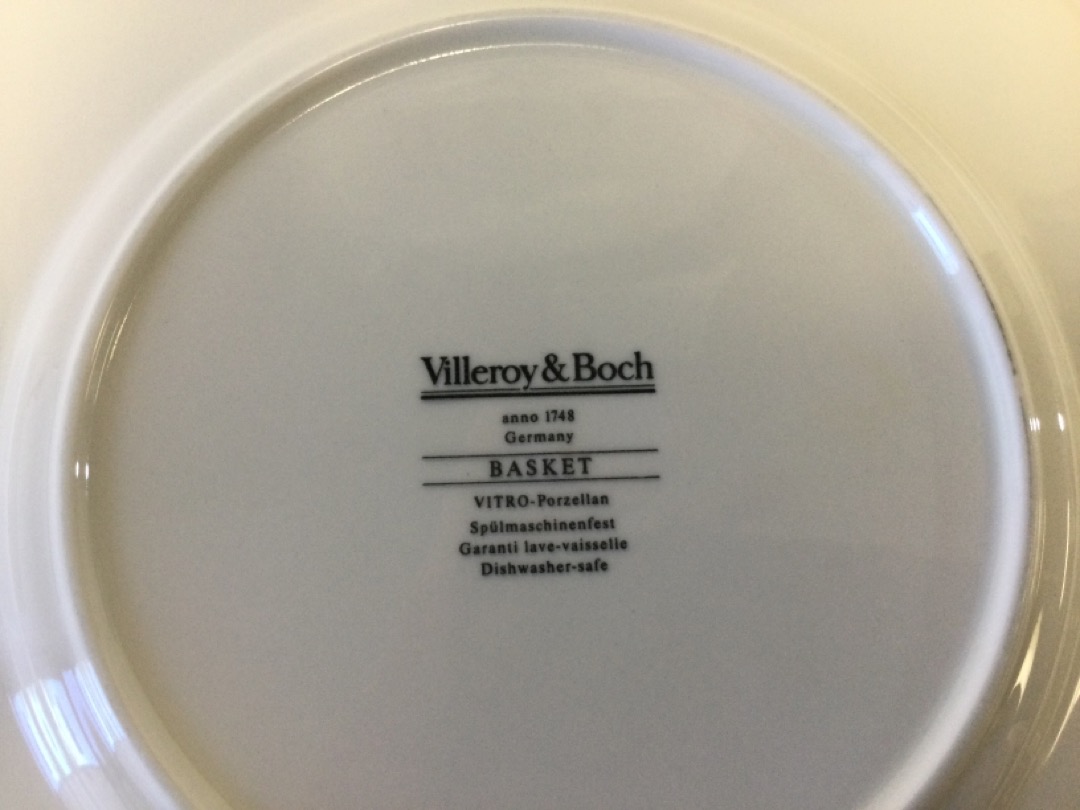 Villeroy & Boch
anno 1748
Germany
BASKET
VITRO-Porzellan
Spülmaschinenfest
Garanti lave-vaisselle
Dishwasher-safe